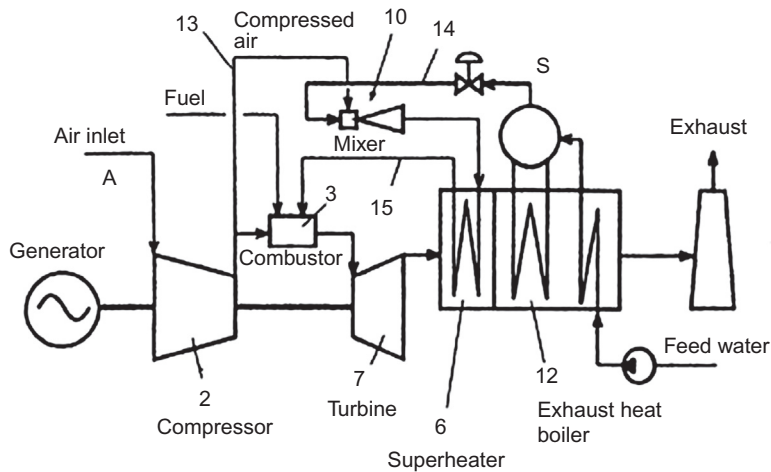 13
Compressed
air
10
14
S
Fuel
Mixer
Exhaust
Air inlet
A
3
15
Combustor
Generator
7
12
Feed water
2
Turbine
6
Exhaust heat
boiler
Compressor
Superheater